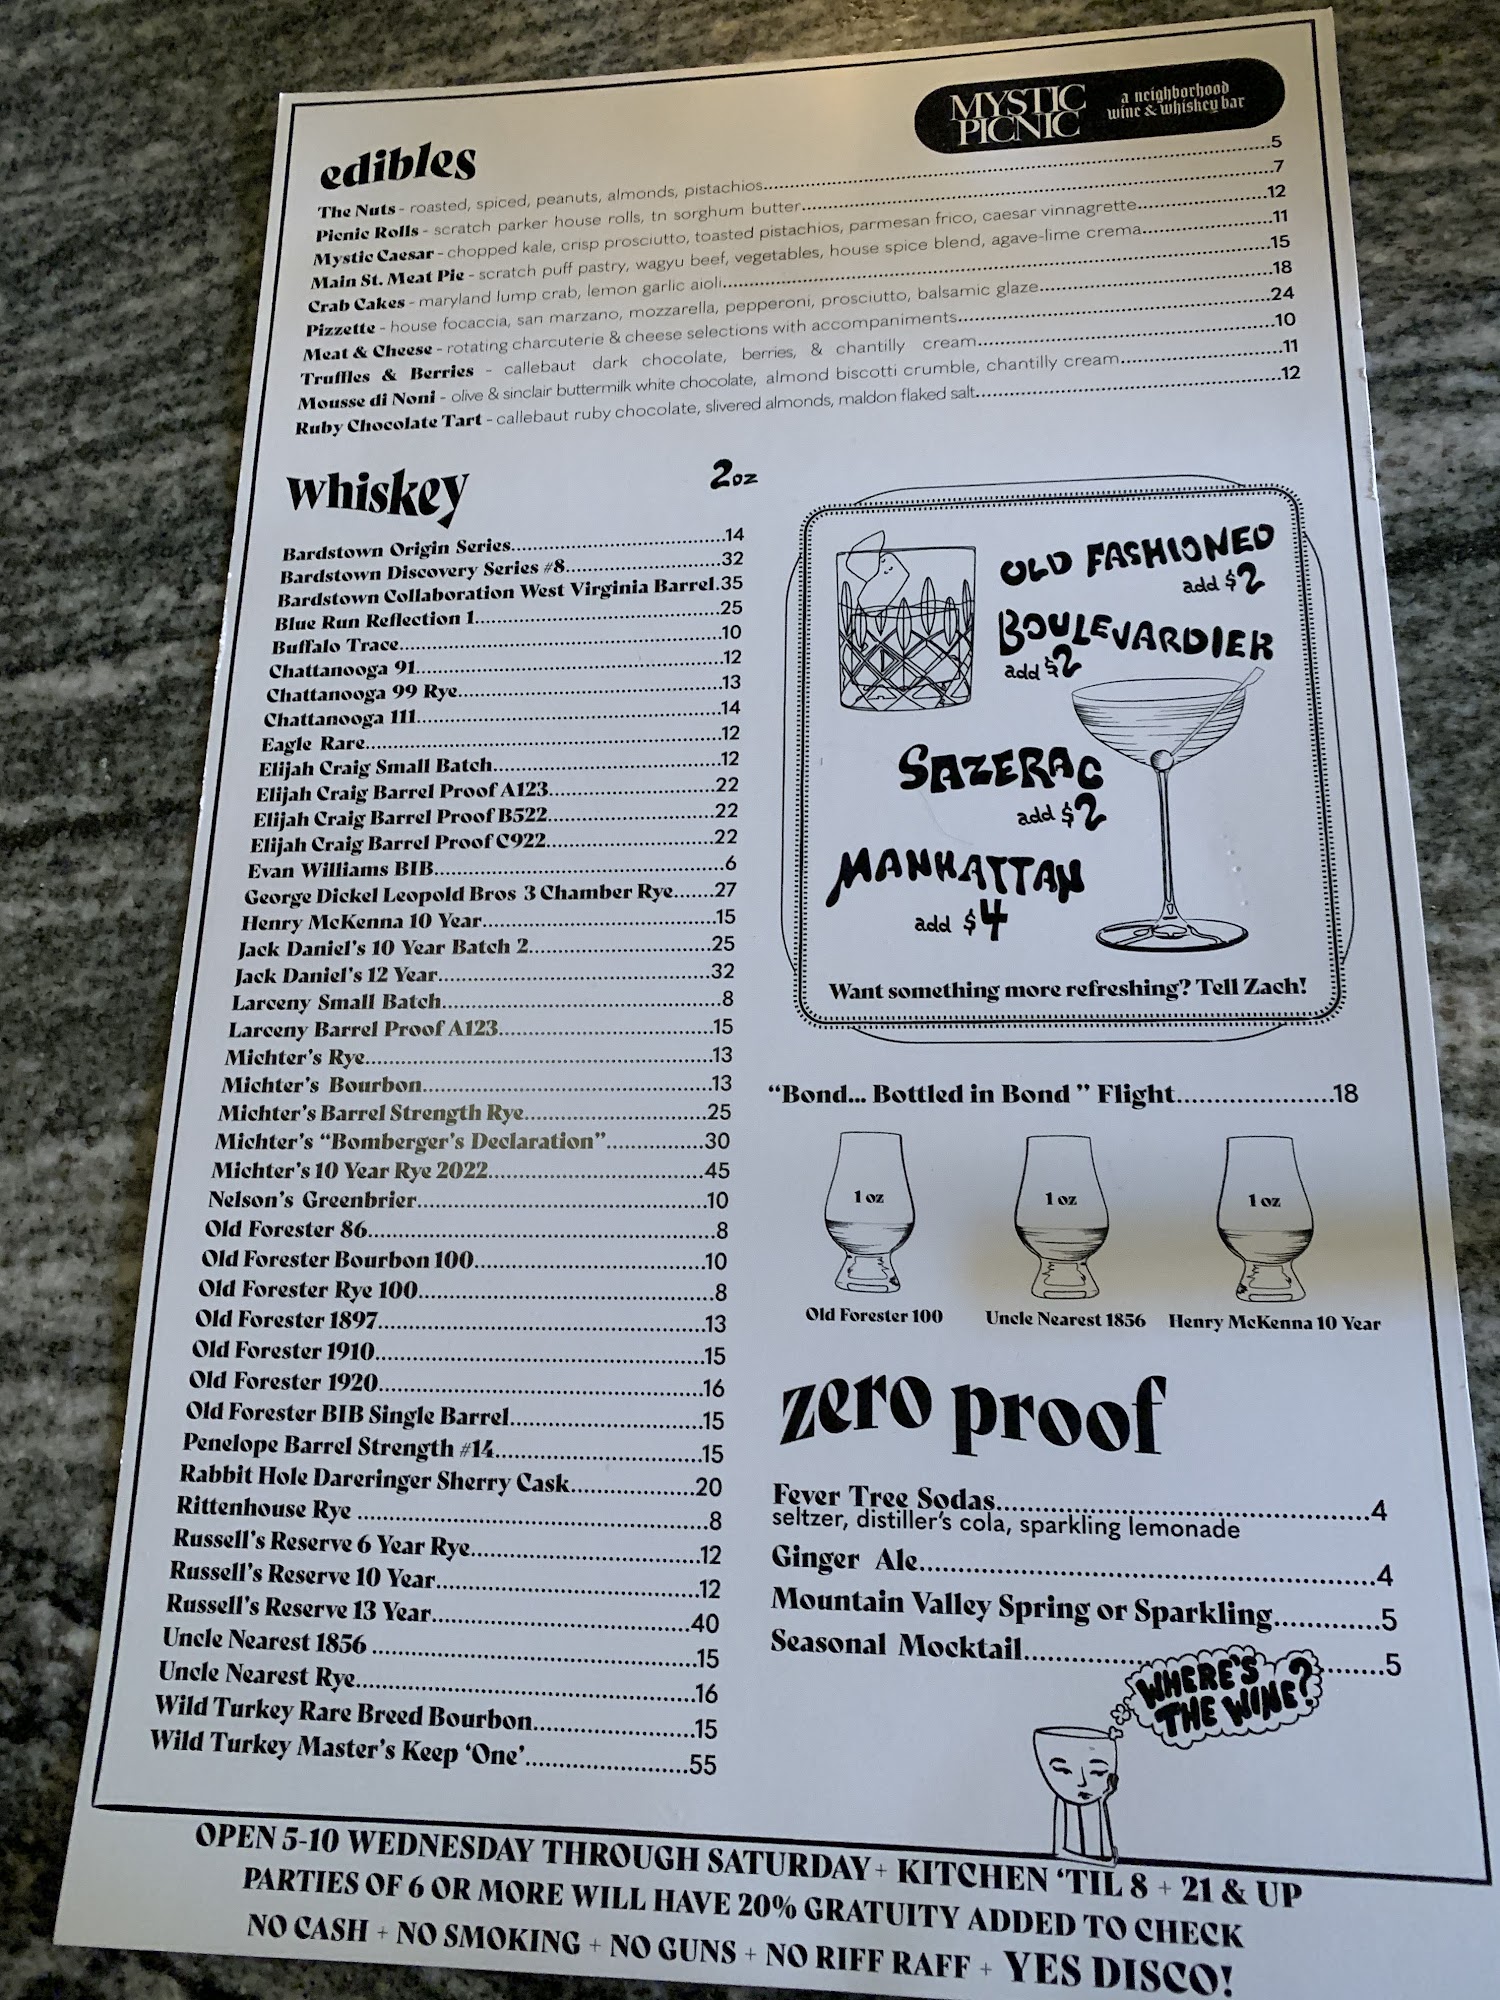 MYSTIC PICNIC
a neighborhood
wine & whiskey bar
edibles
The Nuts - roasted, spiced, peanuts, almonds, pistachios 5
Picnic Rolls - scratch parker house rolls, tn sorghum butter 7
Mystic Caesar - chopped kale, crisp prosciutto, toasted pistachios, parmesan frico, caesar vinnagrette 12
Main St. Meat Pie - scratch puff pastry, wagyu beef, vegetables, house spice blend, agave-lime crema 11
Crab Cakes - maryland lump crab, lemon garlic aioli 15
Pizzette - house focaccia, san marzano, mozzarella, pepperoni, prosciutto, balsamic glaze 18
Meat & Cheese - rotating charcuterie & cheese selections with accompaniments 24
Truffles & Berries - callebaut dark chocolate, berries, & chantilly cream 10
Mousse di Noni - olive & sinclair buttermilk white chocolate, almond biscotti crumble, chantilly cream 11
Ruby Chocolate Tart - callebaut ruby chocolate, slivered almonds, maldon flaked salt 12
whiskey 2oz
Bardstown Origin Series 14
Bardstown Discovery Series #8 32
Bardstown Collaboration West Virginia Barrel.35
Blue Run Reflection 1 25
Buffalo Trace 10
Chattanooga 91 12
Chattanooga 99 Rye 13
Chattanooga 111 14
Eagle Rare 12
Elijah Craig Small Batch 12
Elijah Craig Barrel Proof A123 22
Elijah Craig Barrel Proof B522 22
Elijah Craig Barrel Proof C922 22
Evan Williams BIB 6
George Dickel Leopold Bros 3 Chamber Rye 27
Henry McKenna 10 Year 15
Jack Daniel's 10 Year Batch 2 25
Jack Daniel's 12 Year 32
Larceny Small Batch 8
Larceny Barrel Proof A123 15
Michter's Rye 13
Michter's Bourbon 13
Michter's Barrel Strength Rye 25
Michter's "Bomberger's Declaration" 30
Michter's 10 Year Rye 2022 45
Nelson's Greenbrier 10
Old Forester 86 8
Old Forester Bourbon 100 10
Old Forester Rye 100 8
Old Forester 1897 13
Old Forester 1910 15
Old Forester 1920 16
Old Forester BIB Single Barrel 15
Penelope Barrel Strength #14 15
Rabbit Hole Dareringer Sherry Cask 20
Rittenhouse Rye 8
Russell's Reserve 6 Year Rye 12
Russell's Reserve 10 Year 12
Russell's Reserve 13 Year 40
Uncle Nearest 1856 15
Uncle Nearest Rye 16
Wild Turkey Rare Breed Bourbon 15
Wild Turkey Master's Keep 'One' 55
OLD FASHIONED
add $2
BOULEVARDIER
add $2
SAZERAC
add $2
MANHATTAN
add $4
Want something more refreshing? Tell Zach!
"Bond... Bottled in Bond " Flight 18
1 oz 1 oz 1 oz
Old Forester 100 Uncle Nearest 1856 Henry McKenna 10 Year
zero proof
Fever Tree Sodas 4
seltzer, distiller's cola, sparkling lemonade
Ginger Ale 4
Mountain Valley Spring or Sparkling 5
Seasonal Mocktail 5
WHERE'S
THE WINE?
OPEN 5-10 WEDNESDAY THROUGH SATURDAY + KITCHEN 'TIL 8 + 21 & UP
PARTIES OF 6 OR MORE WILL HAVE 20% GRATUITY ADDED TO CHECK
NO CASH + NO SMOKING + NO GUNS + NO RIFF RAFF + YES DISCO!